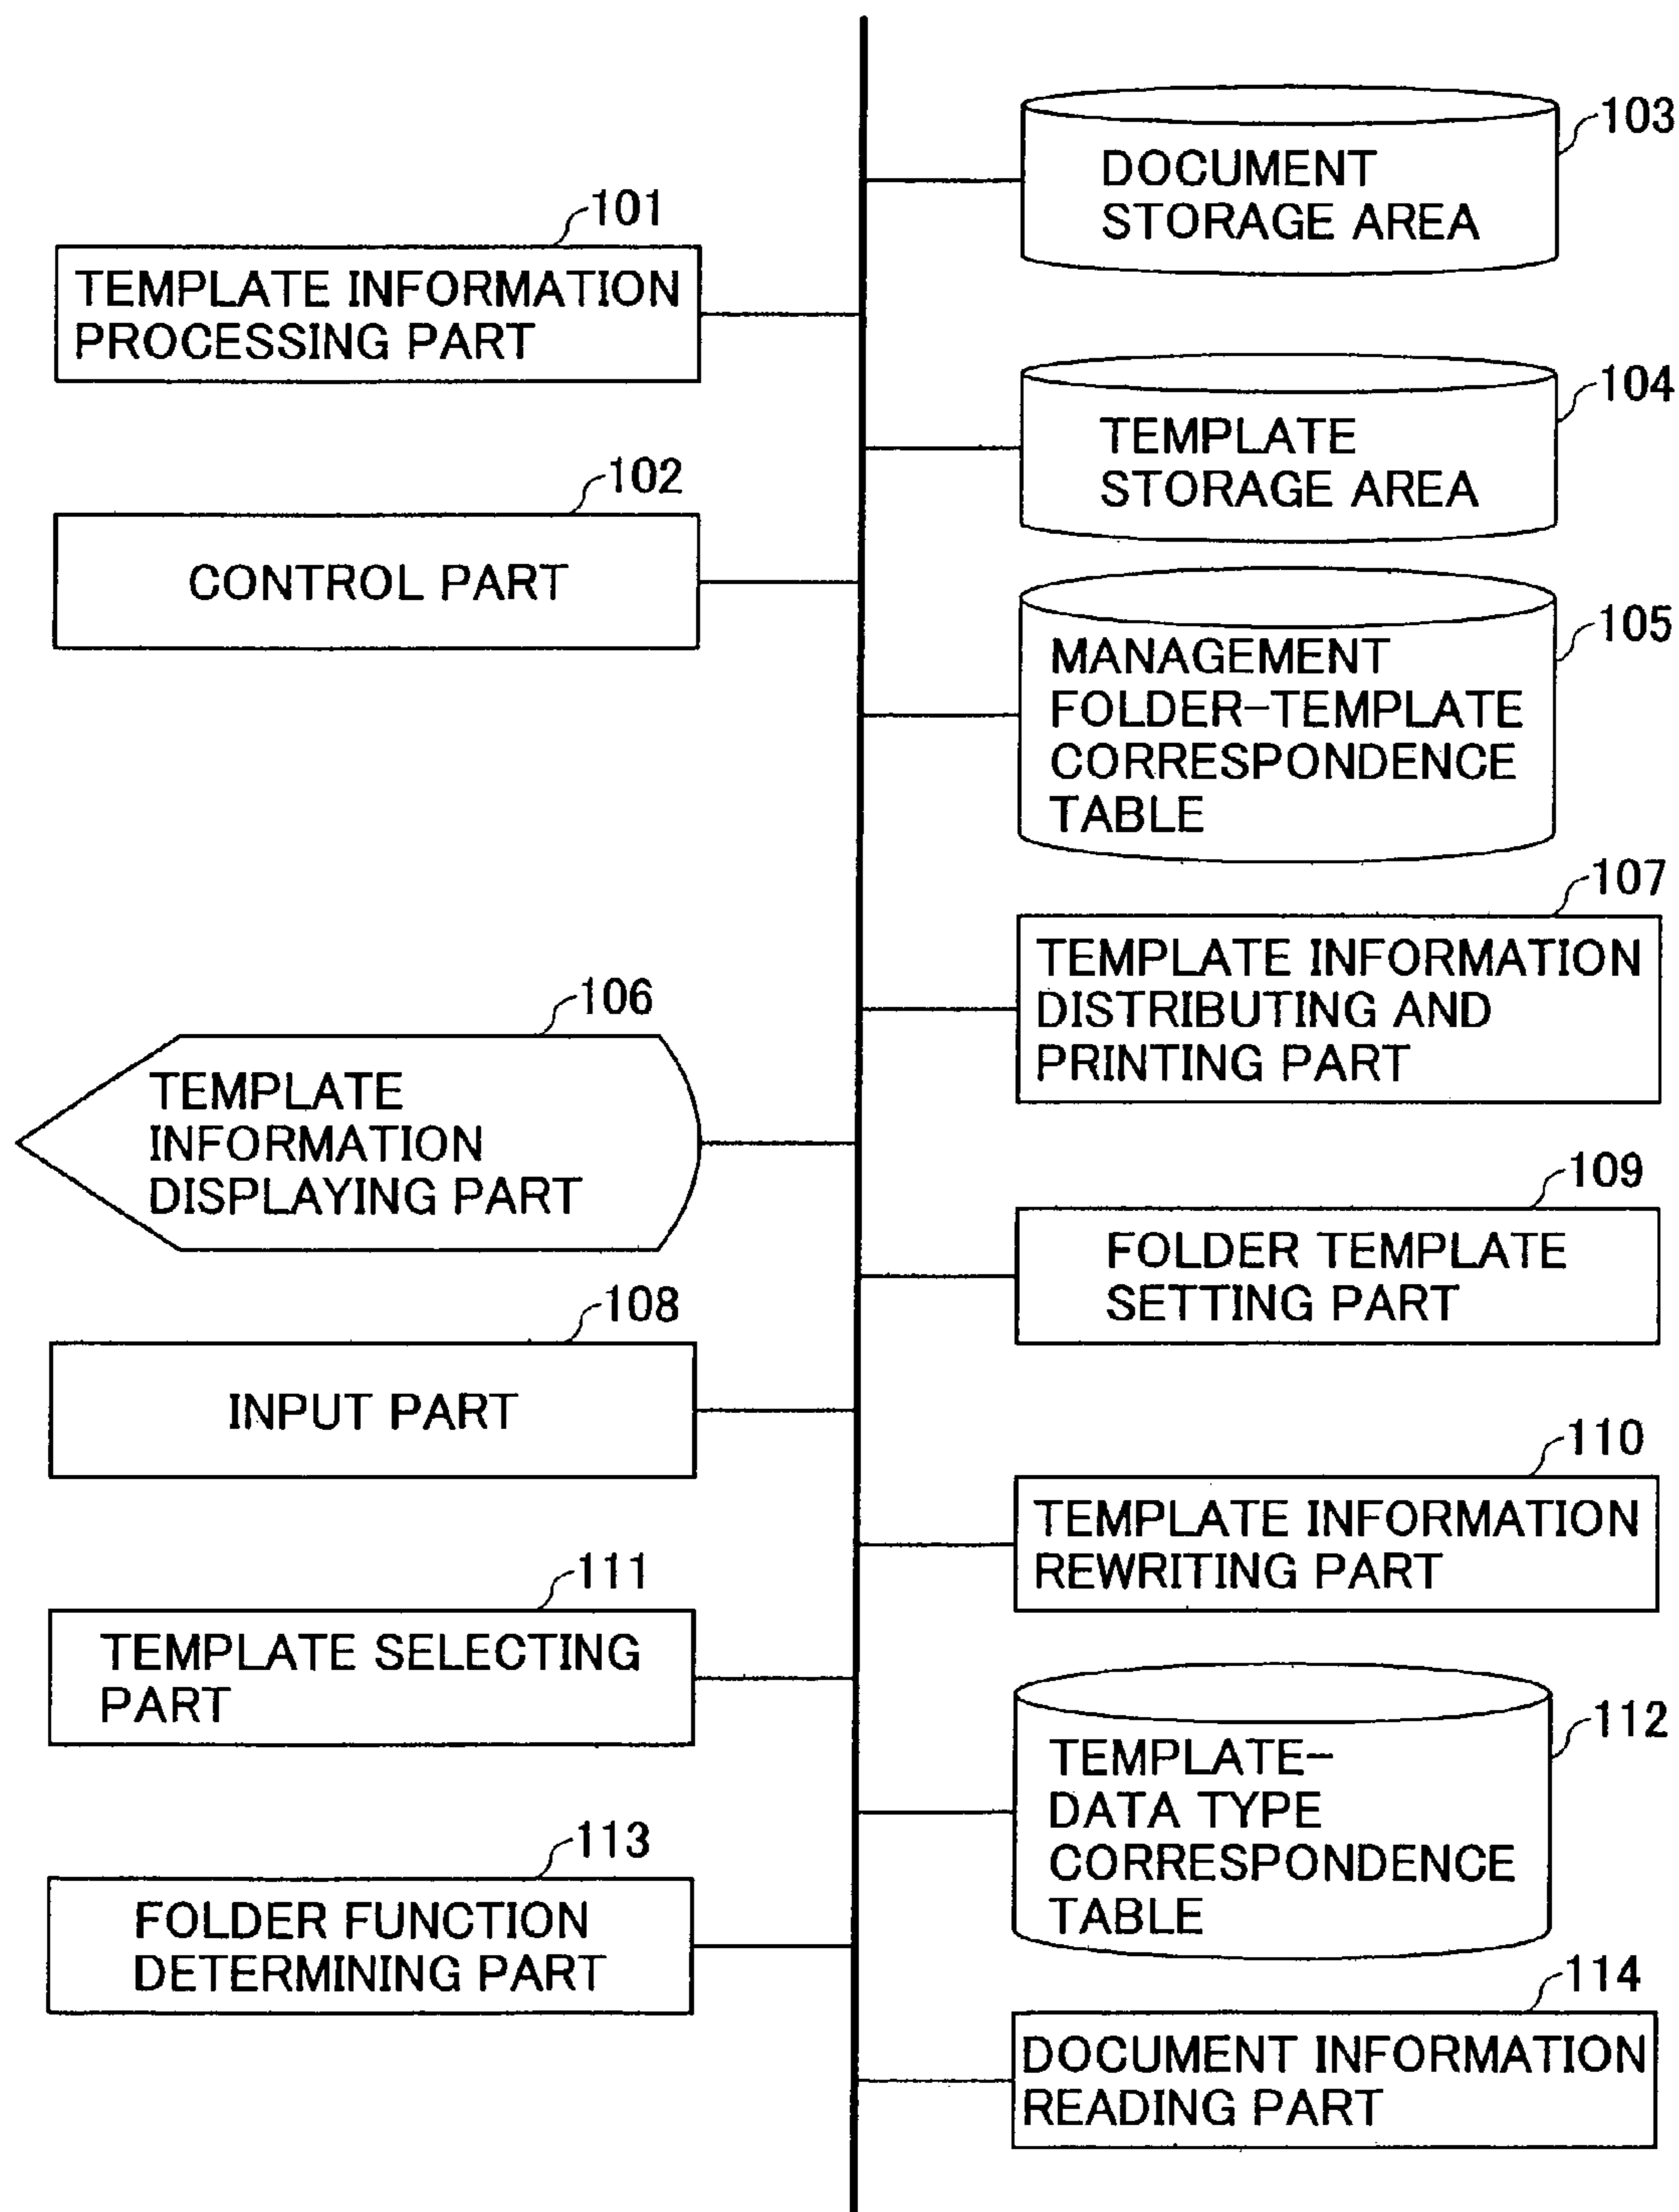 103
DOCUMENT
STORAGE AREA
101
TEMPLATE INFORMATION
PROCESSING PART
104
TEMPLATE
STORAGE AREA
102
CONTROL PART
105
MANAGEMENT
FOLDER-TEMPLATE
CORRESPONDENCE
TABLE
107
TEMPLATE INFORMATION
DISTRIBUTING AND
PRINTING PART
106
TEMPLATE
INFORMATION
DISPLAYING PART
109
FOLDER TEMPLATE
SETTING PART
108
INPUT PART
110
TEMPLATE INFORMATION
REWRITING PART
111
TEMPLATE SELECTING
PART
112
TEMPLATE-
DATA TYPE
CORRESPONDENCE
TABLE
113
FOLDER FUNCTION
DETERMINING PART
114
DOCUMENT INFORMATION
READING PART